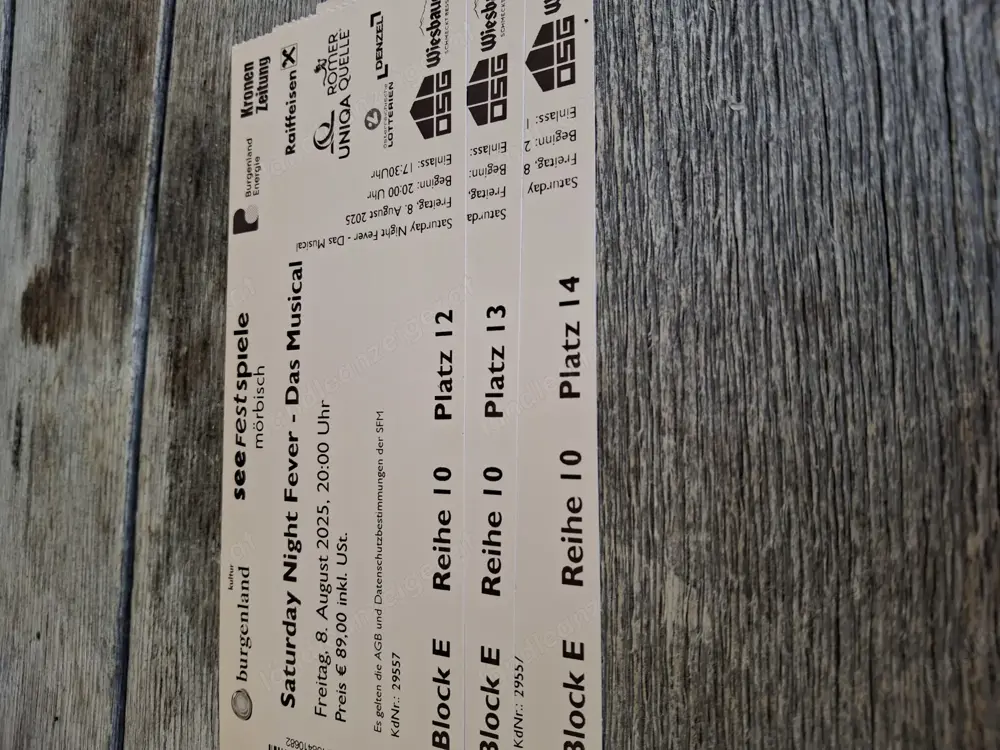 kultur
burgenland
seefestspiele
mörbisch
Burgenland
Energie
Kronen
Zeitung
Saturday Night Fever - Das Musical
Raiffeisen
Freitag, 8. August 2025, 20:00 Uhr
Preis € 89,00 inkl. USt.
RÖMER
UNIQA QUELLE
Es gelten die AGB und Datenschutzbestimmungen der SFM
LOTTERIEN
DENZEL
KdNr.: 29557
Block E Reihe 10 Platz 12
OSG
Wiesbau
Saturday Night Fever - Das Musical
Freitag, 8. August 2025
Beginn: 20:00 Uhr
Einlass: 17:30Uhr
Block E Reihe 10 Platz 13
OSG
Wiesb
KdNr.: 2955
Saturda
Freitag,
Beginn:
Einlass:
Block E Reihe 10 Platz 14
OSG
Saturday
Freitag, 8
Beginn: 2
Einlass: 1